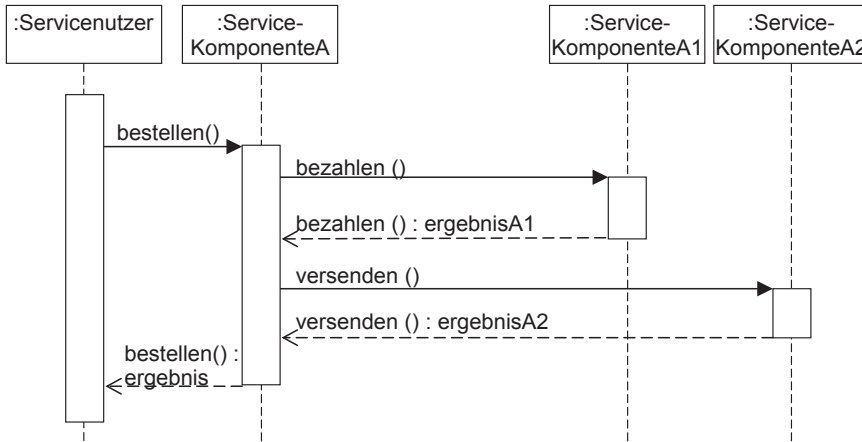 :Servicenutzer
:Service-
KomponenteA
:Service-
KomponenteA1
:Service-
KomponenteA2
bestellen()
bezahlen ()
bezahlen () : ergebnisA1
versenden ()
versenden () : ergebnisA2
bestellen() :
ergebnis